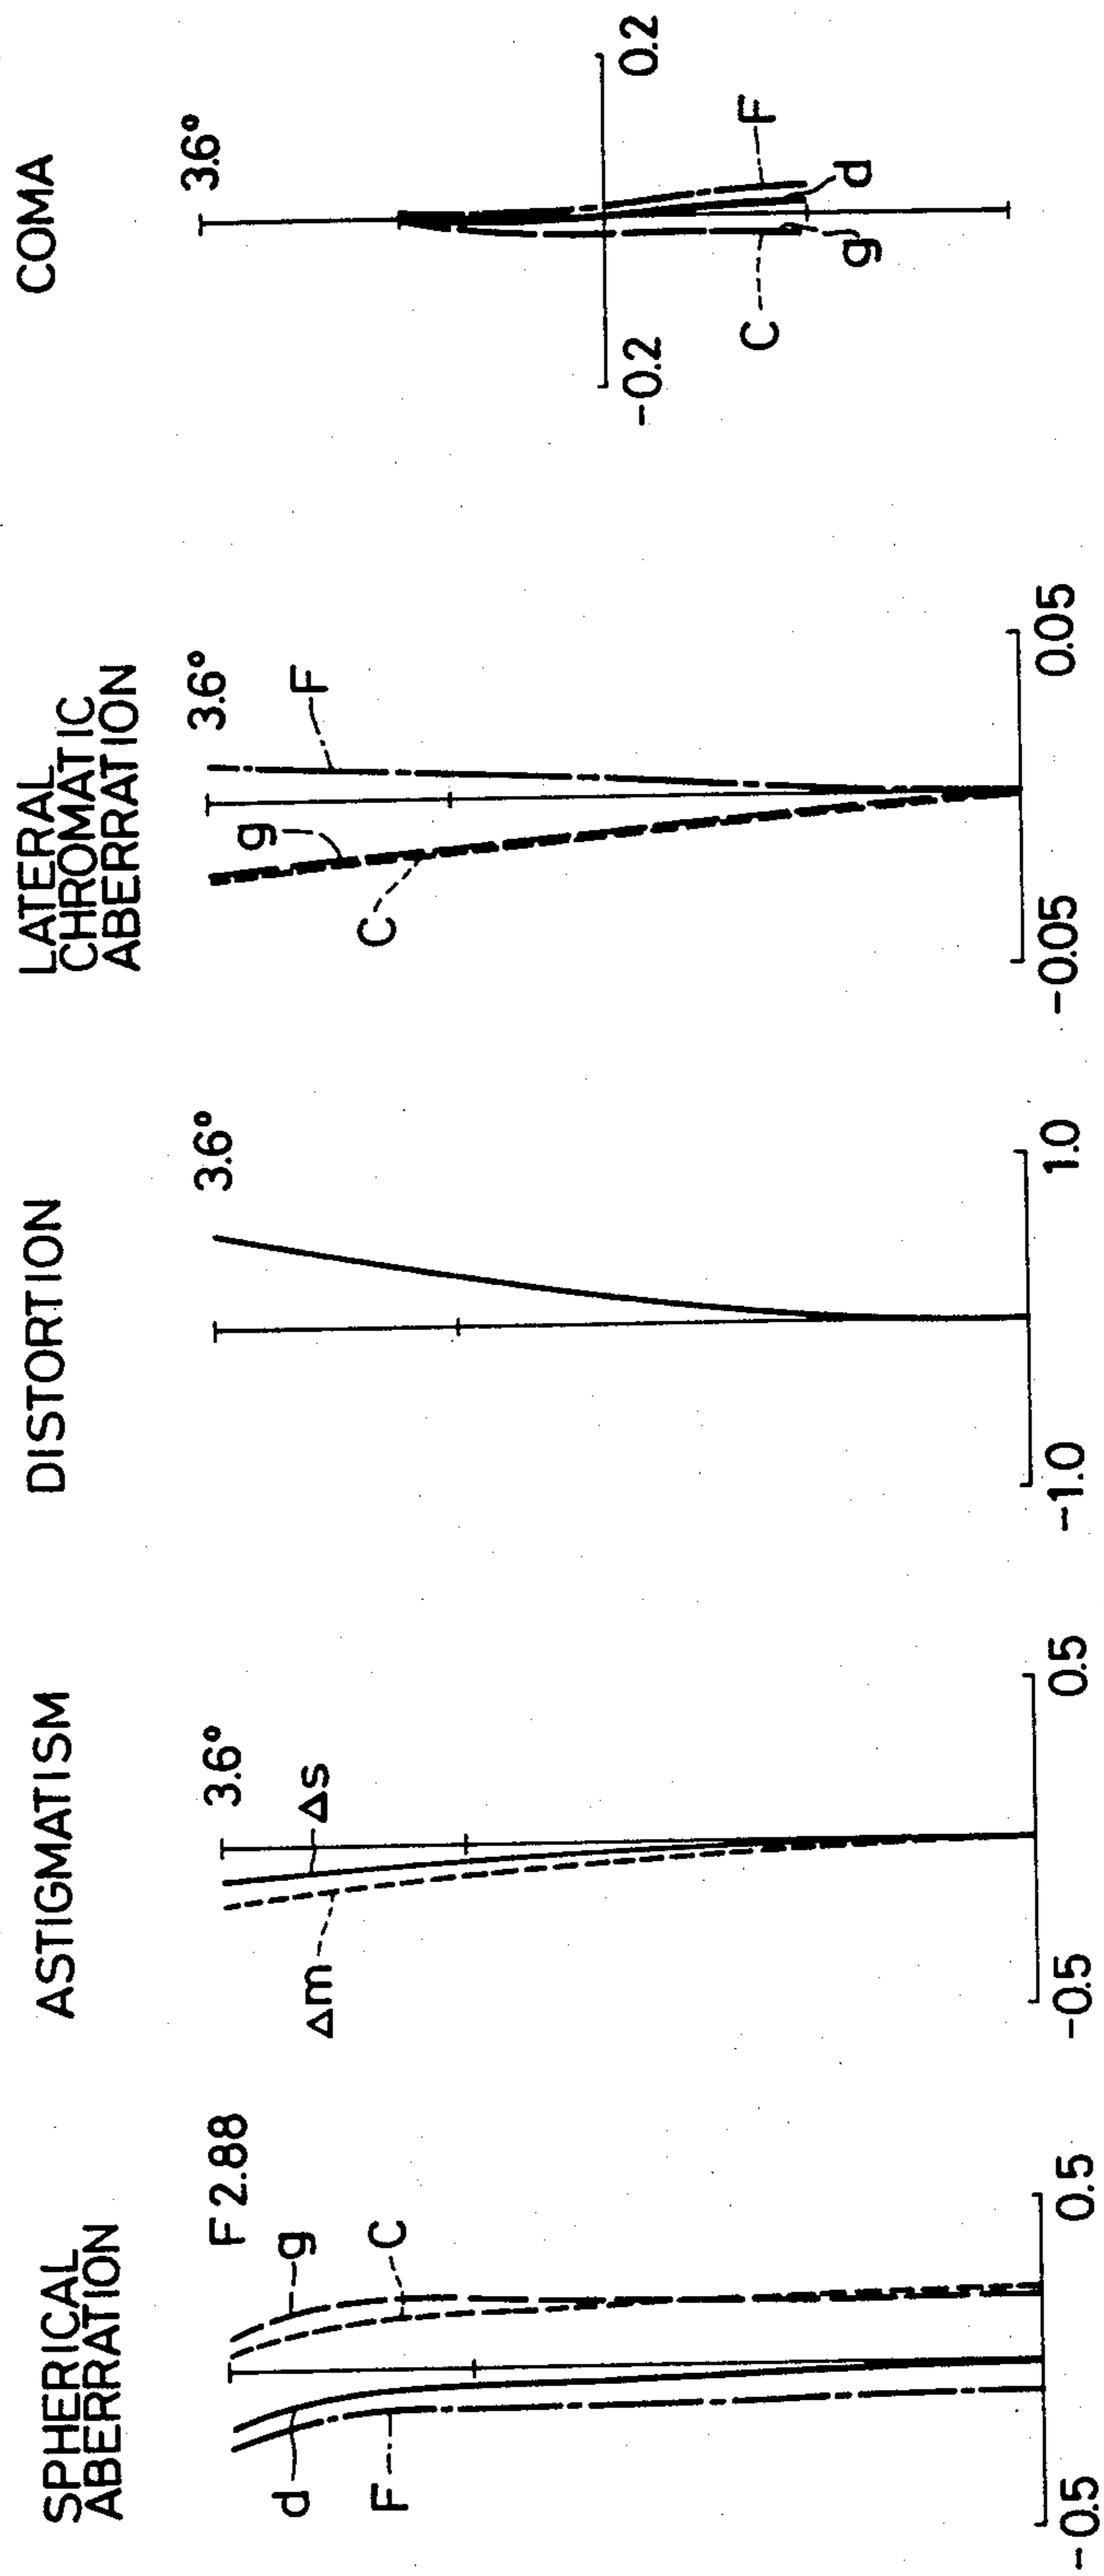 SPHERICAL
ABERRATION
F 2.88
g
C
d
F
-0.5
0.5
ASTIGMATISM
3.6°
Δs
Δm
-0.5
0.5
DISTORTION
3.6°
-1.0
1.0
LATERAL
CHROMATIC
ABERRATION
3.6°
F
g
C
-0.05
0.05
COMA
3.6°
0.2
-0.2
F
d
g
C